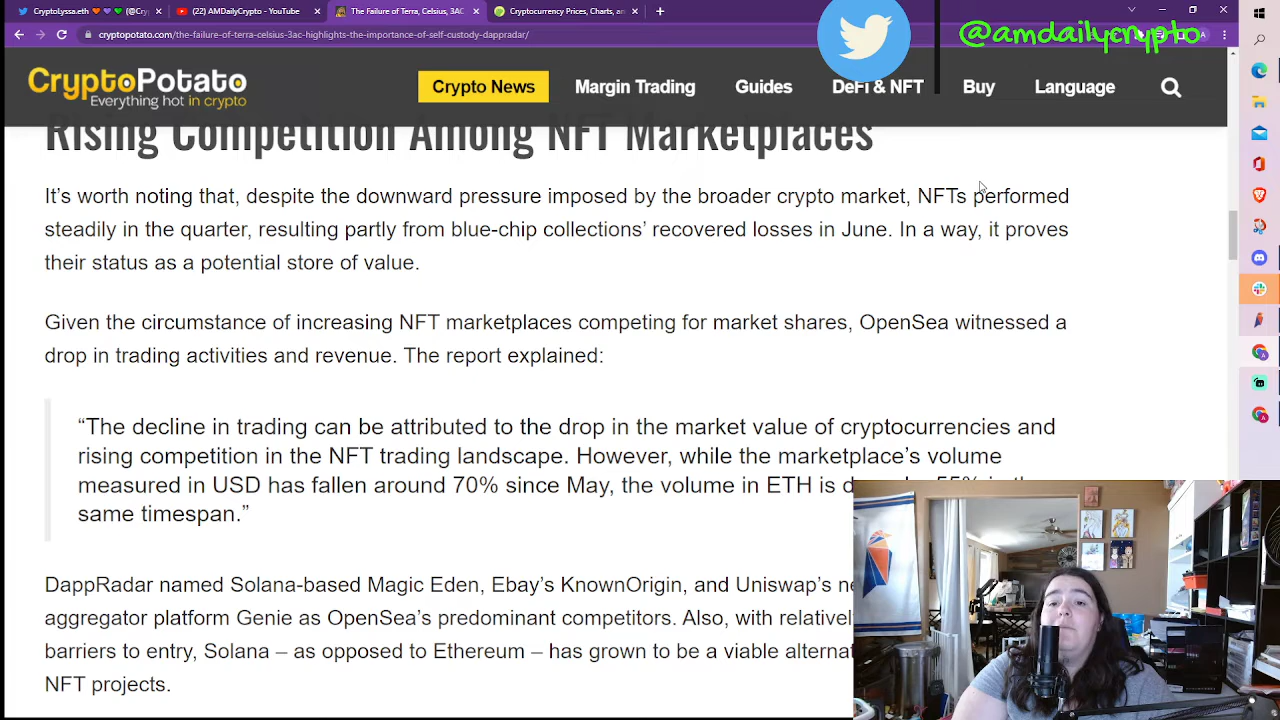 CryptoLyss.eth
(@Cry
(22) AMDailyCrypto - YouTube
The Failure of Terra, Celsius, 3AC
Cryptocurrency Prices, Charts, an
cryptopotato.com/the-failure-of-terra-celsius-3ac-highlights-the-importance-of-self-custody-dappradar/
@amdailycrypto
CryptoPotato
Everything hot in crypto
Crypto News
Margin Trading
Guides
DeFi & NFT
Buy
Language
Rising Competition Among NFT Marketplaces
It's worth noting that, despite the downward pressure imposed by the broader crypto market, NFTs performed
steadily in the quarter, resulting partly from blue-chip collections' recovered losses in June. In a way, it proves
their status as a potential store of value.
Given the circumstance of increasing NFT marketplaces competing for market shares, OpenSea witnessed a
drop in trading activities and revenue. The report explained:
“The decline in trading can be attributed to the drop in the market value of cryptocurrencies and
rising competition in the NFT trading landscape. However, while the marketplace's volume
measured in USD has fallen around 70% since May, the volume in ETH is
same timespan.”
DappRadar named Solana-based Magic Eden, Ebay's KnownOrigin, and Uniswap's
aggregator platform Genie as OpenSea's predominant competitors. Also, with relatively
barriers to entry, Solana – as opposed to Ethereum – has grown to be a viable
NFT projects.